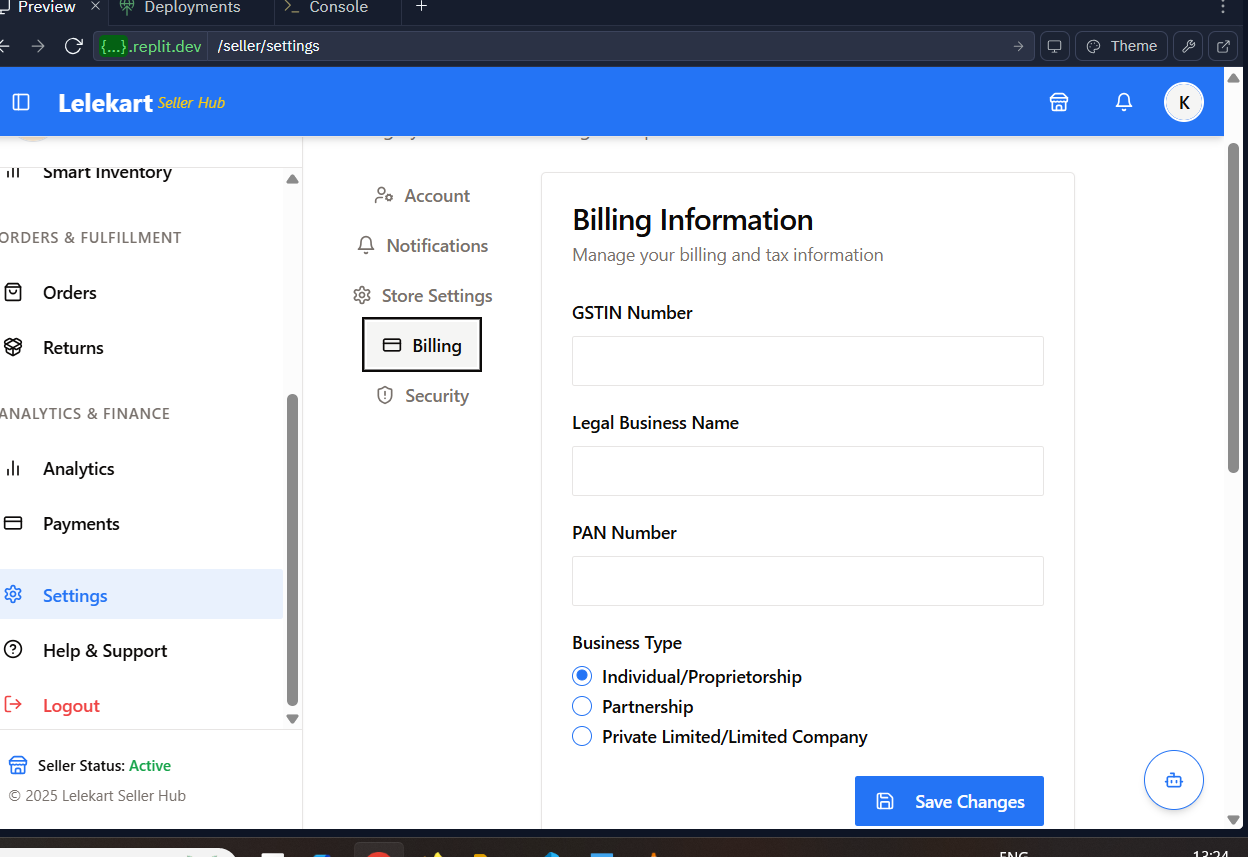 Preview
Deployments
Console
{...}.replit.dev
/seller/settings
Theme
Lelekart Seller Hub
K
Smart Inventory
ORDERS & FULFILLMENT
Orders
Returns
ANALYTICS & FINANCE
Analytics
Payments
Settings
Help & Support
Logout
Seller Status: Active
© 2025 Lelekart Seller Hub
Account
Notifications
Store Settings
Billing
Security
Billing Information
Manage your billing and tax information
GSTIN Number
Legal Business Name
PAN Number
Business Type
Individual/Proprietorship
Partnership
Private Limited/Limited Company
Save Changes
ENG
13:24